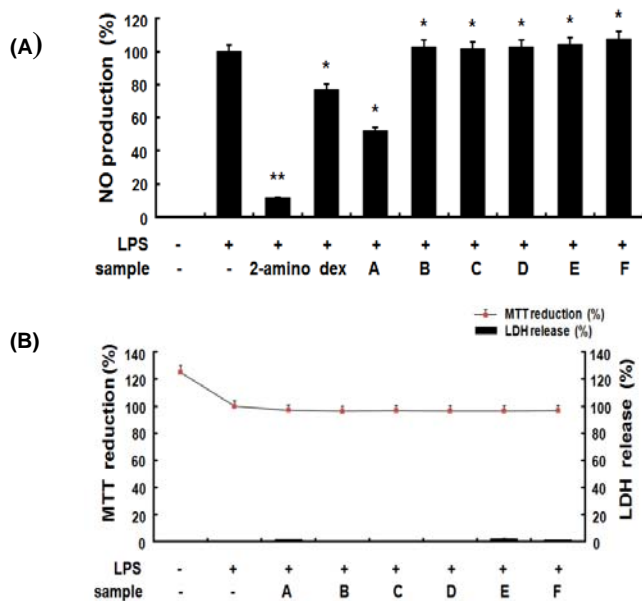 (A)
NO production (%)
120
100
80
60
40
20
0
** * * * * * * *
LPS - + + + + + + + + +
sample - - 2-amino dex A B C D E F
(B)
MTT reduction (%)
LDH release (%)
MTT reduction (%)
140
120
100
80
60
40
20
0
LDH release (%)
140
120
100
80
60
40
20
0
LPS - + + + + + + +
sample - - A B C D E F